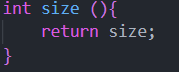 int size (){
    return size;
}